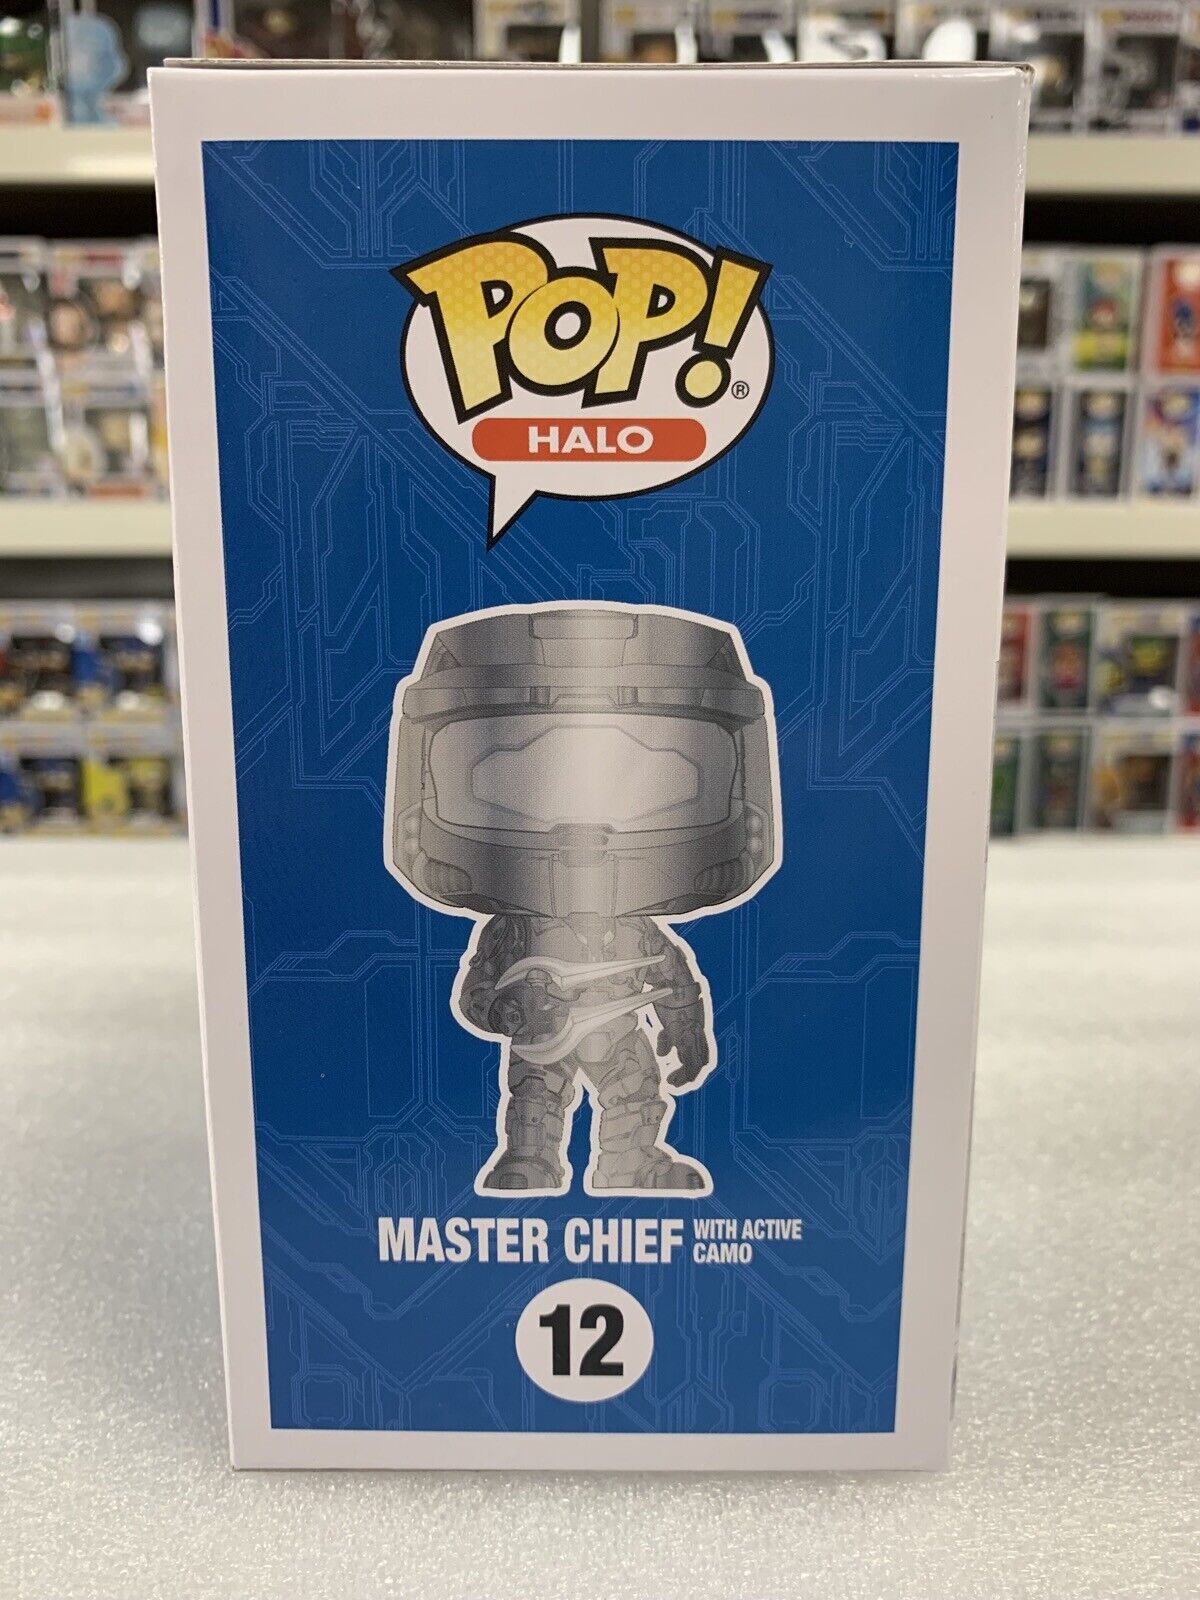 POP!®
HALO
MASTER CHIEF WITH ACTIVE
CAMO
12